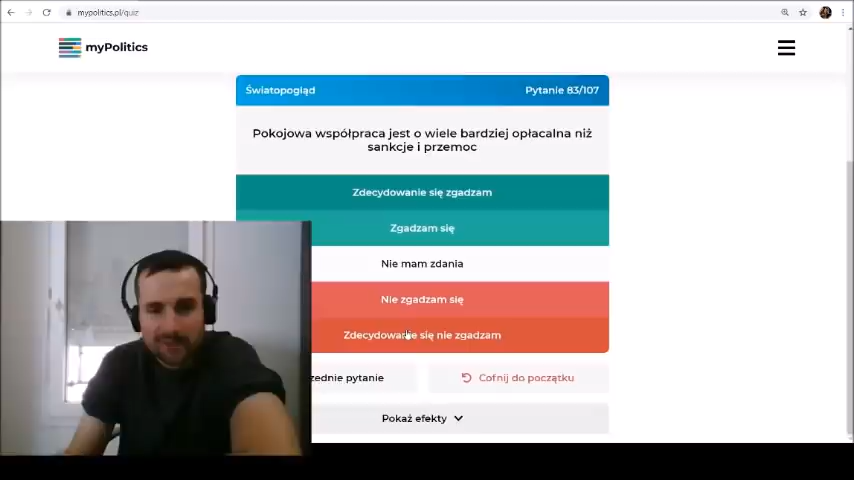 mypolitics.pl/quiz
myPolitics
Światopogląd
Pytanie 83/107
Pokojowa współpraca jest o wiele bardziej opłacalna niż
sankcje i przemoc
Zdecydowanie się zgadzam
Zgadzam się
Nie mam zdania
Nie zgadzam się
Zdecydowanie się nie zgadzam
pytanie
Cofnij do początku
Pokaż efekty